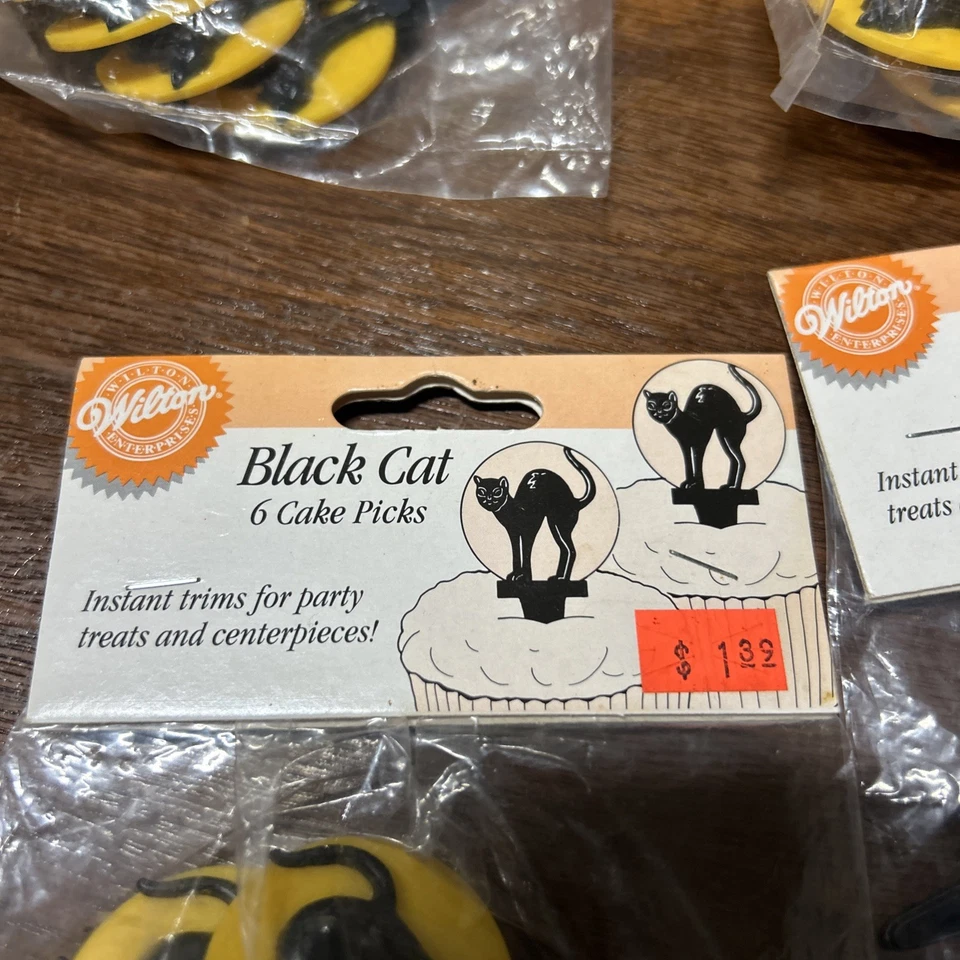 WILTON
Wilton
ENTERPRISES
Black Cat
6 Cake Picks
Instant trims for party
treats and centerpieces!
$ 1 39
WILTON
Wilton
ENTERPRISES
Instant
treats